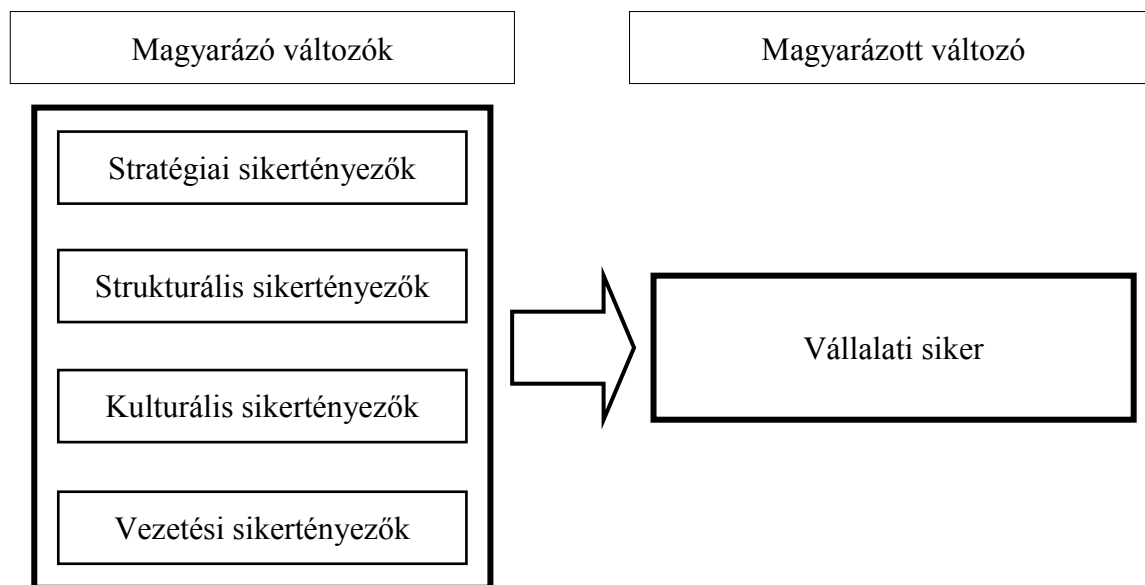 Magyarázó változók
Magyarázott változó
Stratégiai sikertényezők
Strukturális sikertényezők
Kulturális sikertényezők
Vezetési sikertényezők
Vállalati siker